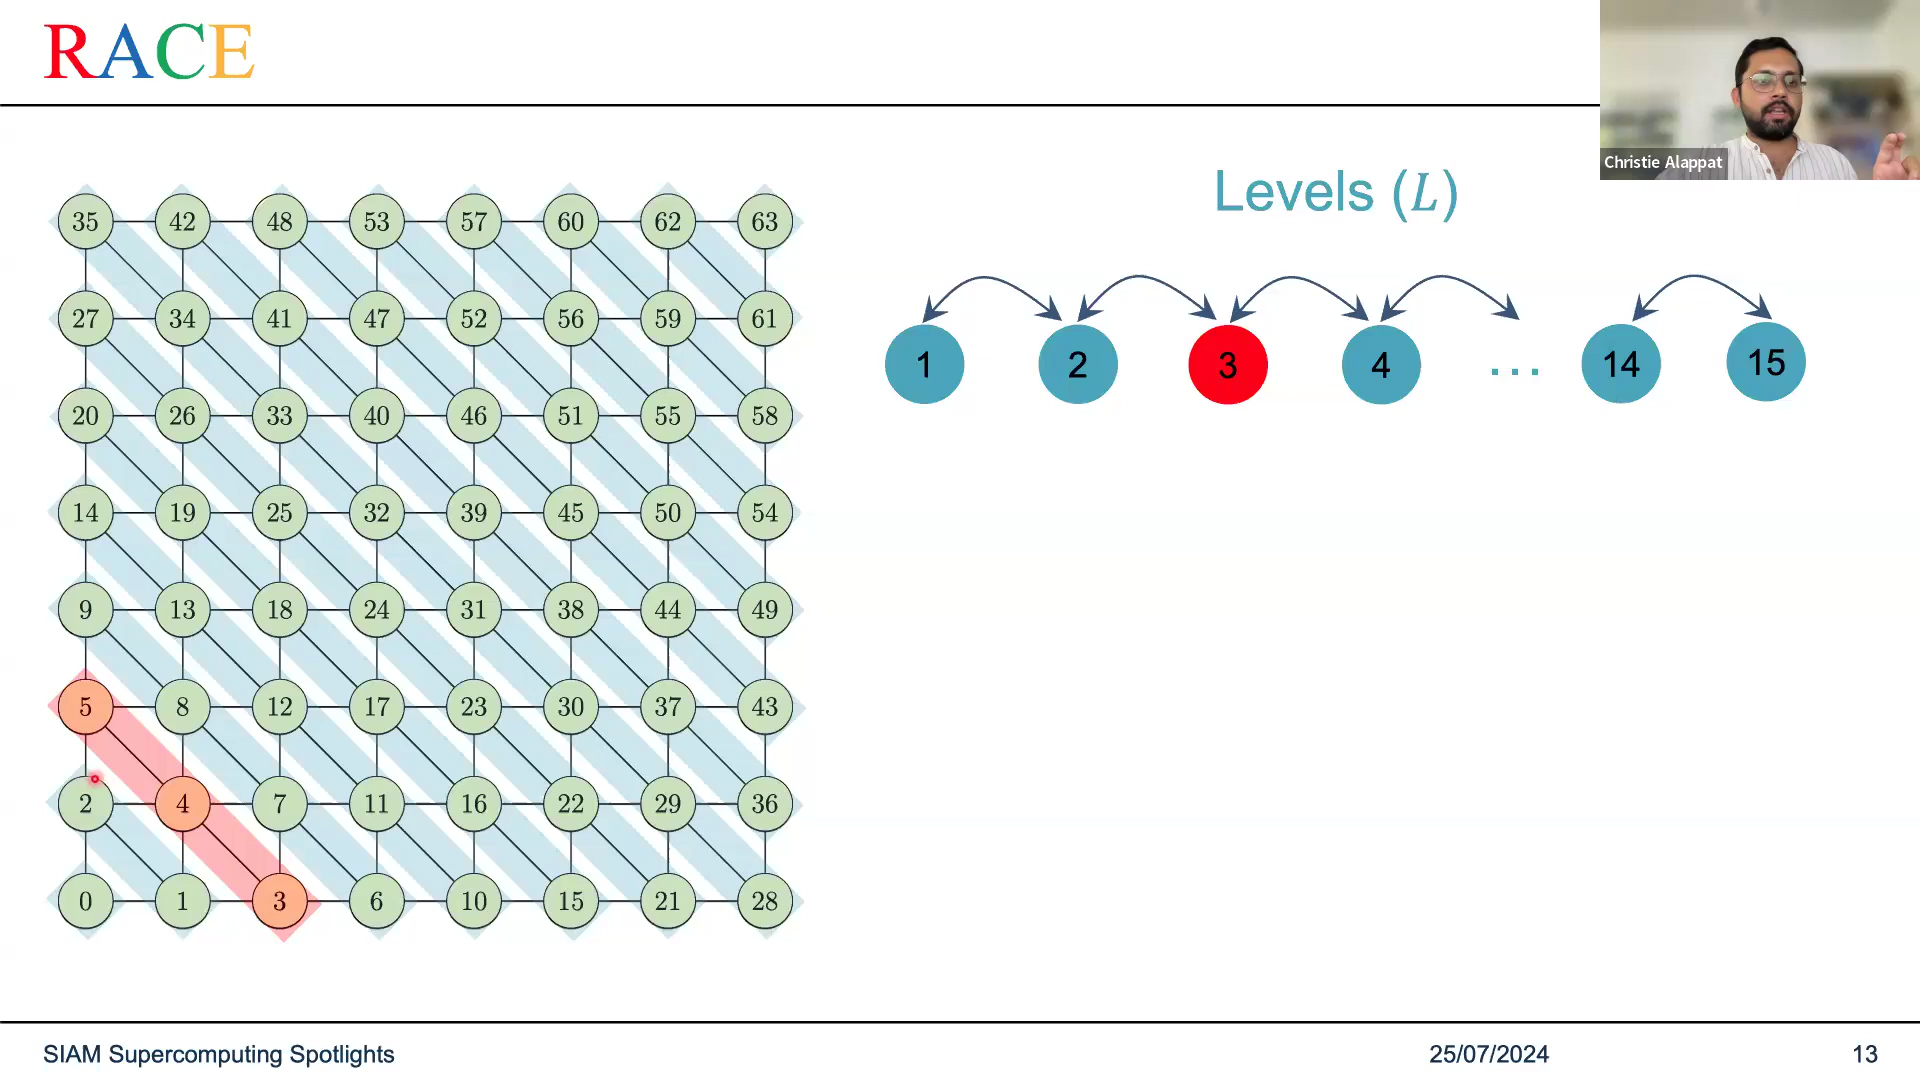 RACE
Christie Alappat
Levels (L)
1 2 3 4 ... 14 15
35 42 48 53 57 60 62 63
27 34 41 47 52 56 59 61
20 26 33 40 46 51 55 58
14 19 25 32 39 45 50 54
9 13 18 24 31 38 44 49
5 8 12 17 23 30 37 43
2 4 7 11 16 22 29 36
0 1 3 6 10 15 21 28
SIAM Supercomputing Spotlights
25/07/2024
13